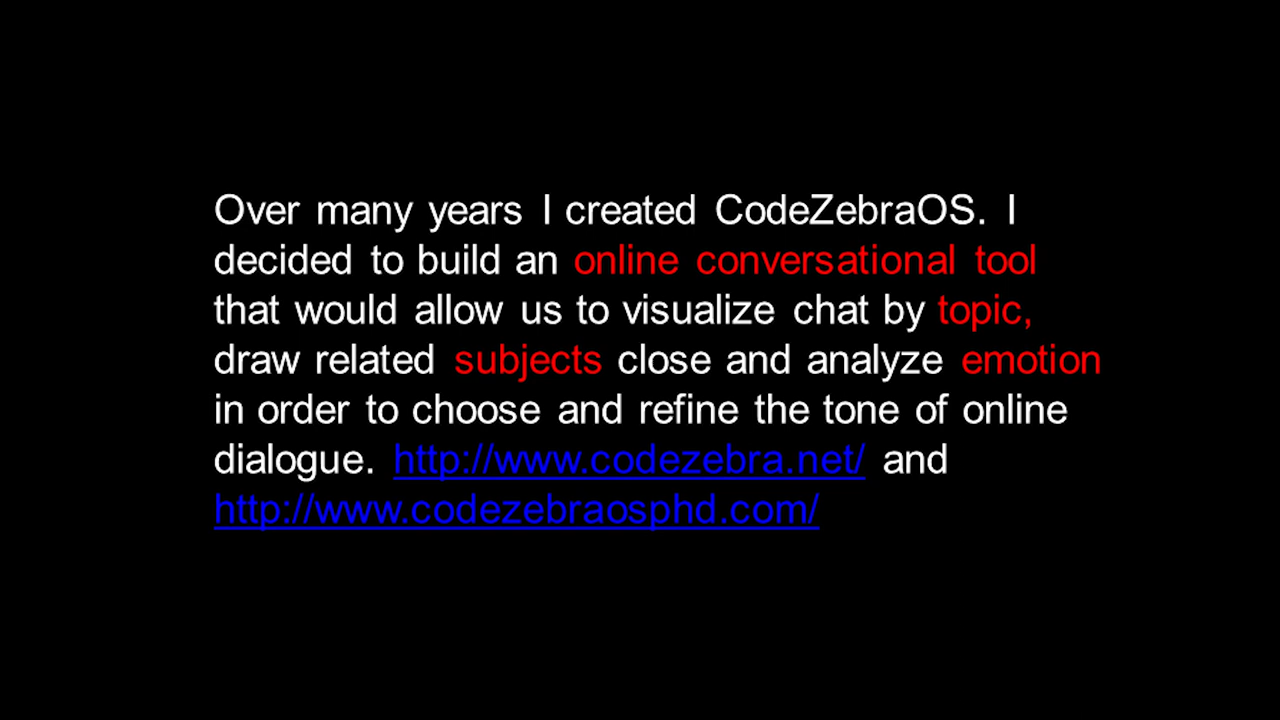 Over many years I created CodeZebraOS. I
decided to build an online conversational tool
that would allow us to visualize chat by topic,
draw related subjects close and analyze emotion
in order to choose and refine the tone of online
dialogue. http://www.codezebra.net/ and
http://www.codezebraosphd.com/